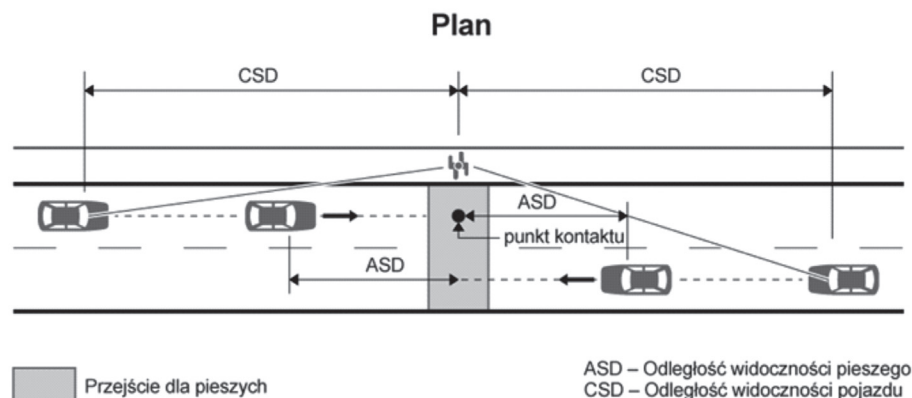 Plan
CSD
CSD
ASD
punkt kontaktu
ASD
Przejście dla pieszych
ASD – Odległość widoczności pieszego
CSD – Odległość widoczności pojazdu